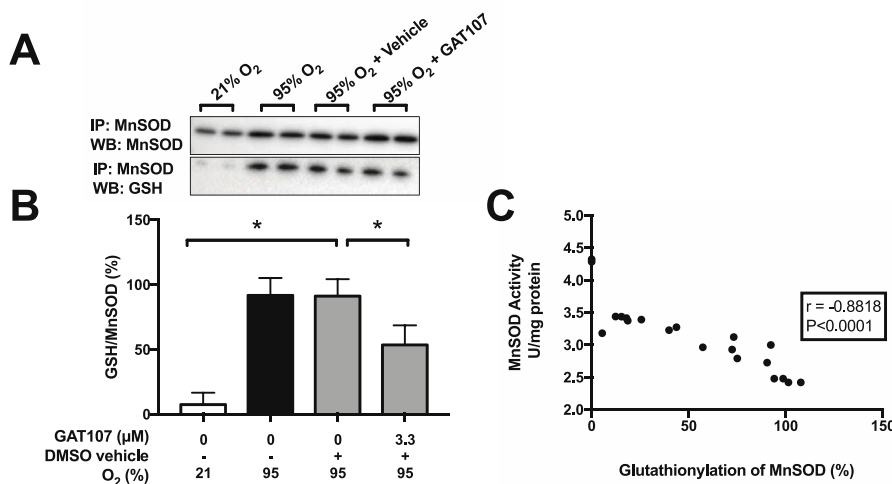 A
21% O2
95% O2
95% O2 + Vehicle
95% O2 + GAT107
IP: MnSOD
WB: MnSOD
IP: MnSOD
WB: GSH
B
GSH/MnSOD (%)
150
100
50
0
*
*
GAT107 (µM) 0 0 0 3.3
DMSO vehicle - - + +
O2 (%) 21 95 95 95
C
MnSOD Activity
U/mg protein
5.0
4.5
4.0
3.5
3.0
2.5
2.0
r = -0.8818
P<0.0001
0 50 100 150
Glutathionylation of MnSOD (%)